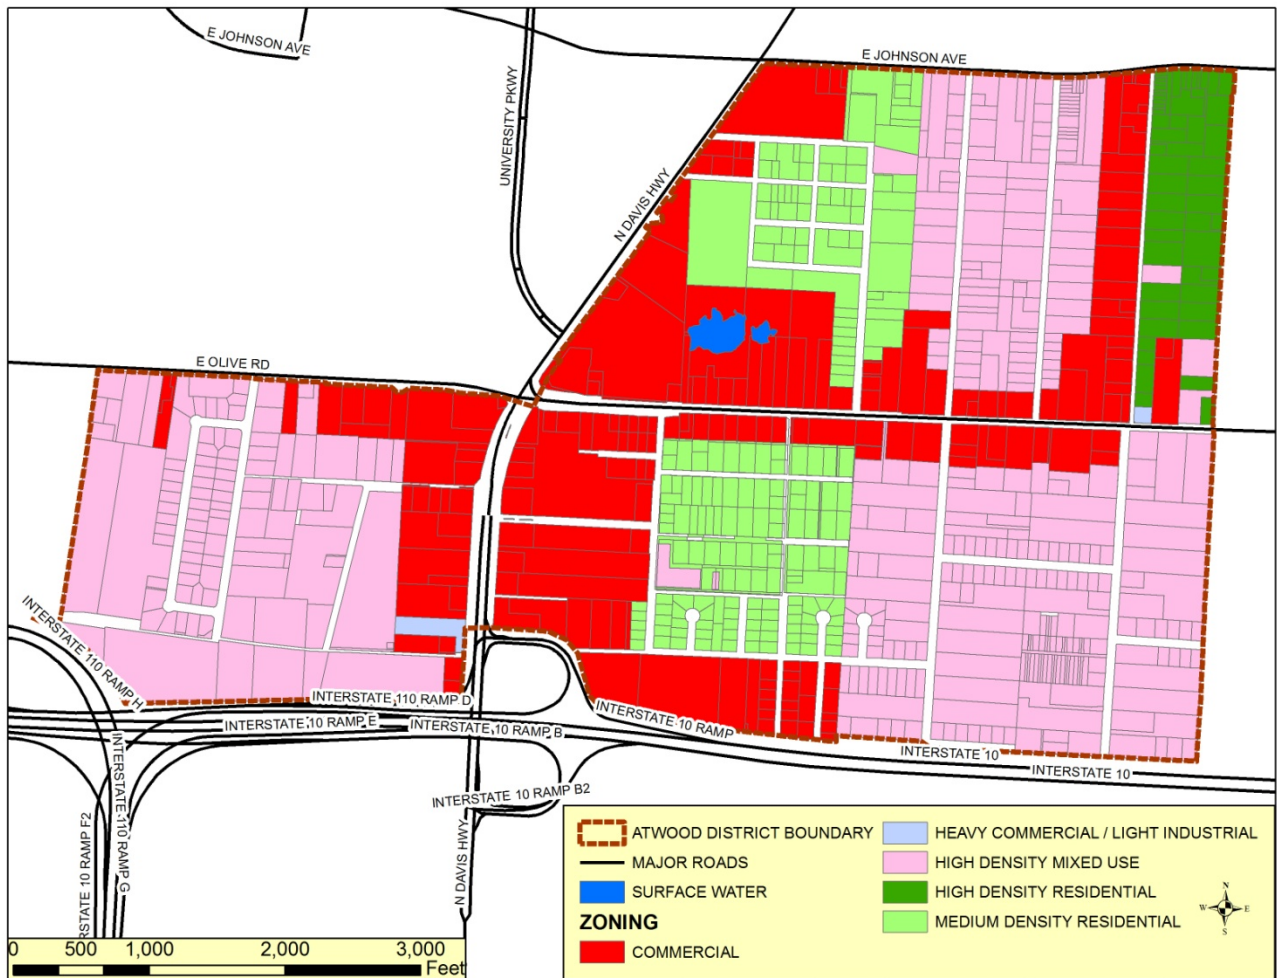 E JOHNSON AVE
E JOHNSON AVE
UNIVERSITY PKWY
N DAVIS HWY
E OLIVE RD
INTERSTATE 110 RAMP H
INTERSTATE 110 RAMP D
INTERSTATE 10 RAMP E
INTERSTATE 10 RAMP B
INTERSTATE 10 RAMP
INTERSTATE 10
INTERSTATE 10
INTERSTATE 110 RAMP G
RSTATE 10 RAMP F2
INTERSTATE 10 RAMP B2
N DAVIS HWY
ATWOOD DISTRICT BOUNDARY
MAJOR ROADS
SURFACE WATER
ZONING
COMMERCIAL
HEAVY COMMERCIAL / LIGHT INDUSTRIAL
HIGH DENSITY MIXED USE
HIGH DENSITY RESIDENTIAL
MEDIUM DENSITY RESIDENTIAL
N
W E
S
0 500 1,000 2,000 3,000
Feet